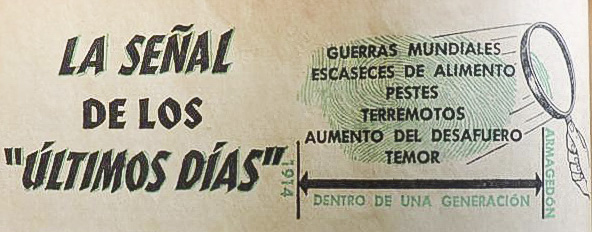 LA SEÑAL
DE LOS
"ÚLTIMOS DÍAS"
GUERRAS MUNDIALES
ESCASECES DE ALIMENTO
PESTES
TERREMOTOS
AUMENTO DEL DESAFUERO
TEMOR
1914
DENTRO DE UNA GENERACIÓN
ARMAGEDÓN